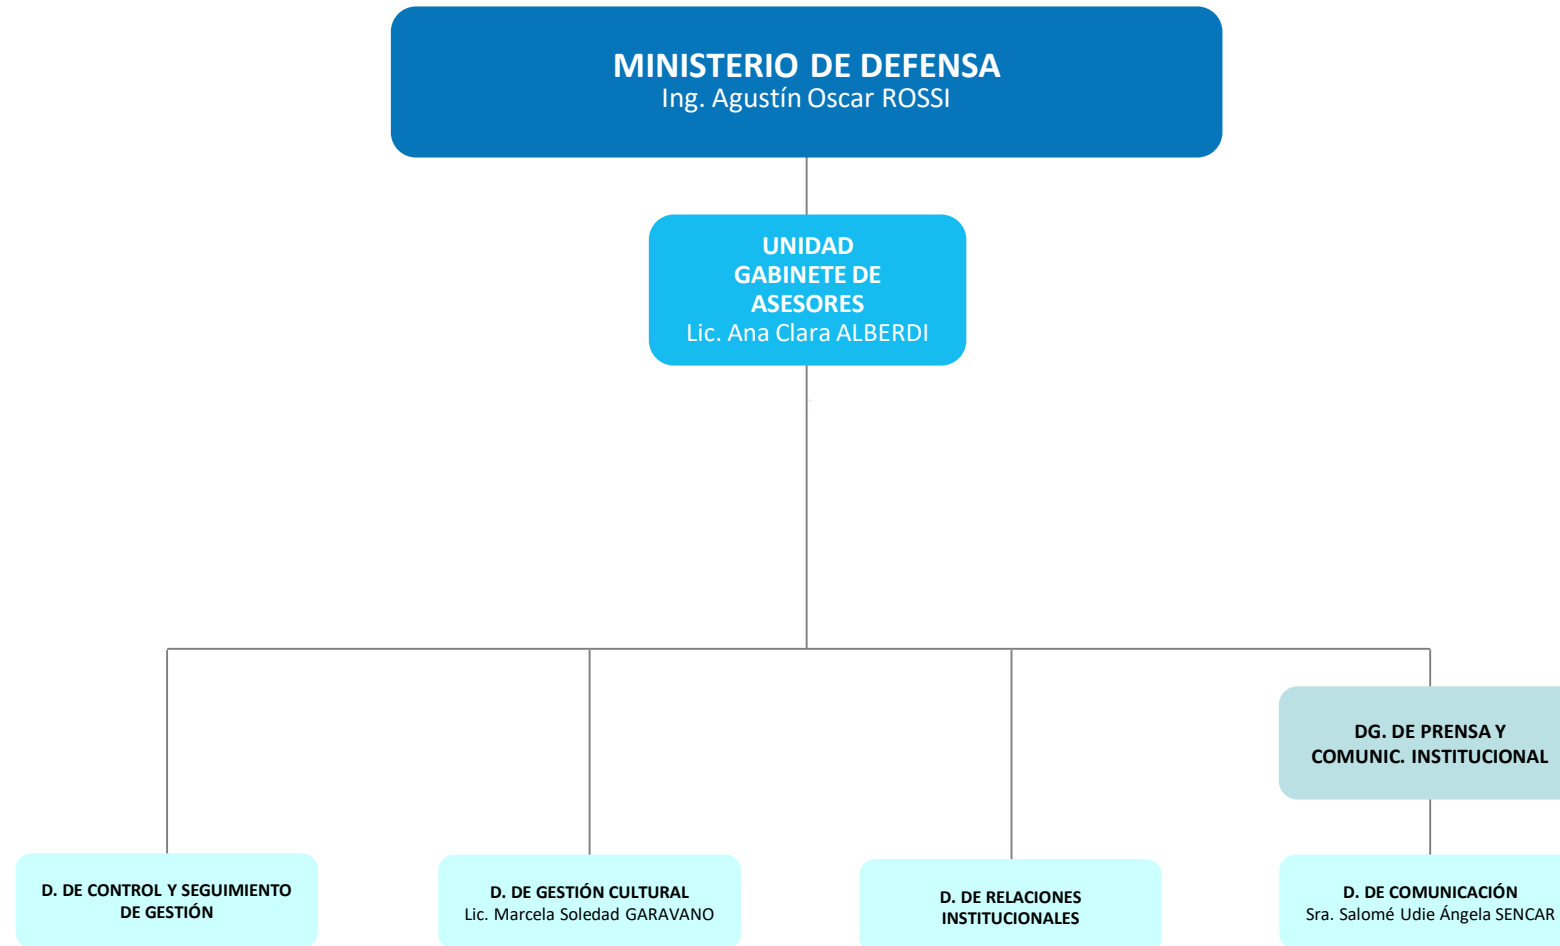 MINISTERIO DE DEFENSA
Ing. Agustín Oscar ROSSI
UNIDAD
GABINETE DE
ASESORES
Lic. Ana Clara ALBERDI
DG. DE PRENSA Y
COMUNIC. INSTITUCIONAL
D. DE CONTROL Y SEGUIMIENTO
DE GESTIÓN
D. DE GESTIÓN CULTURAL
Lic. Marcela Soledad GARAVANO
D. DE RELACIONES
INSTITUCIONALES
D. DE COMUNICACIÓN
Sra. Salomé Udie Ángela SENCAR